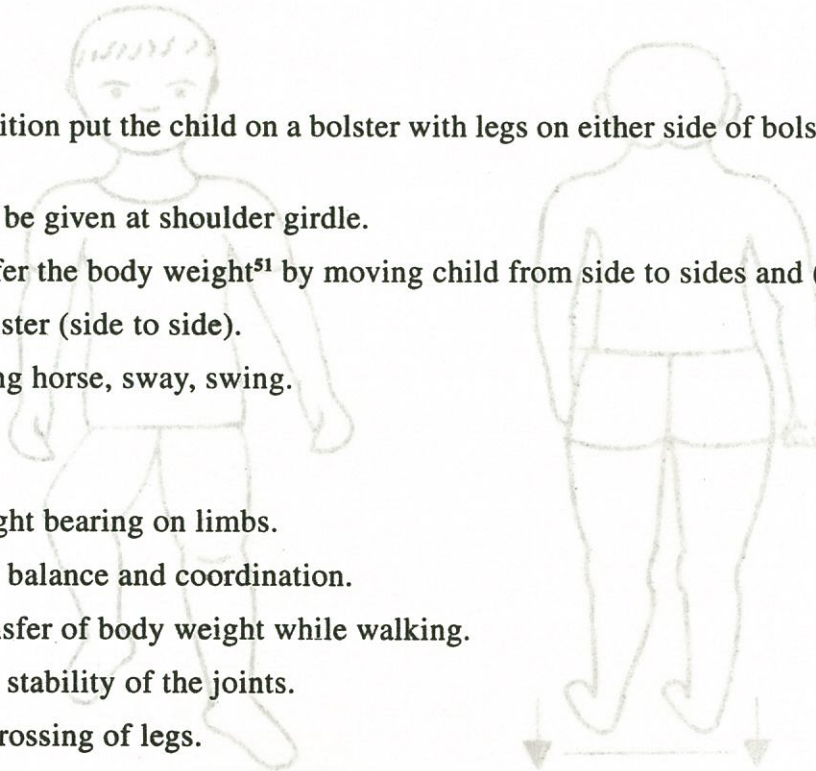 ition put the child on a bolster with legs on either side of bols
be given at shoulder girdle.
fer the body weight⁵¹ by moving child from side to sides and (
ster (side to side).
ng horse, sway, swing.
ght bearing on limbs.
balance and coordination.
nsfer of body weight while walking.
stability of the joints.
rossing of legs.